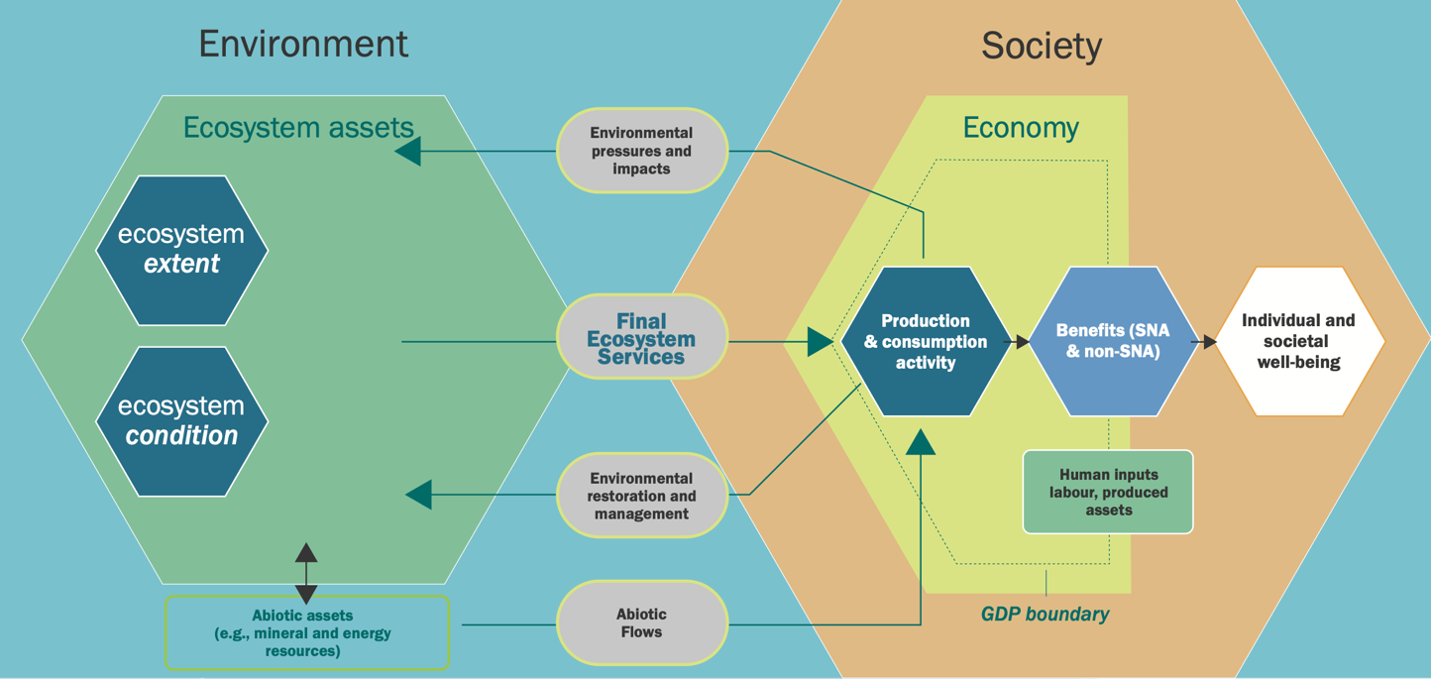 Environment
Society
Ecosystem assets
Economy
Environmental
pressures and
impacts
ecosystem
extent
Final
Ecosystem
Services
Production
& consumption
activity
Benefits (SNA
& non-SNA)
Individual and
societal
well-being
ecosystem
condition
Environmental
restoration and
management
Human inputs
labour, produced
assets
Abiotic assets
(e.g., mineral and energy
resources)
Abiotic
Flows
GDP boundary